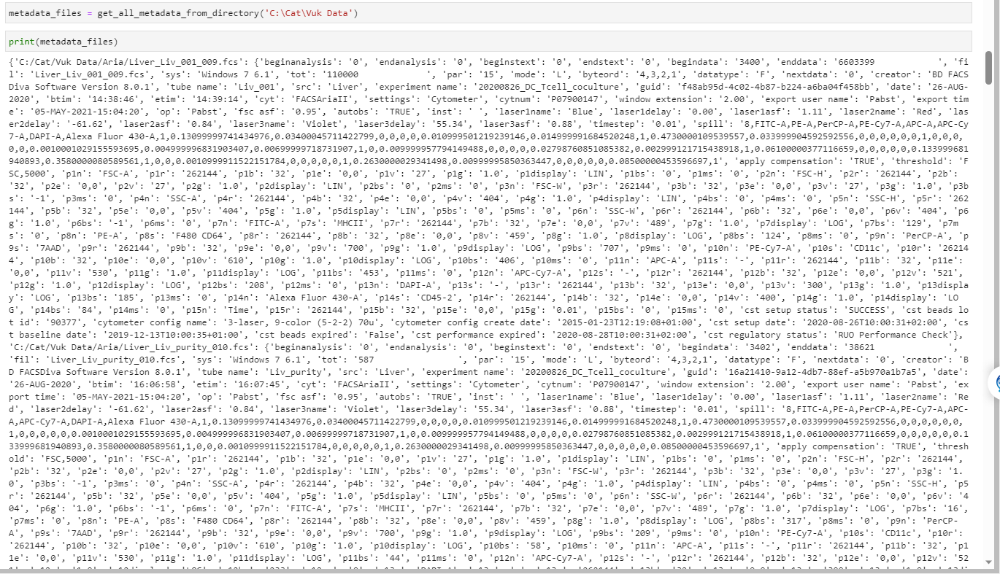 metadata_files = get_all_metadata_from_directory('C:\Cat\Vuk Data')
print(metadata_files)
{'C:/Cat/Vuk Data/Aria/Liver_Liv_001_009.fcs': {'beginanalysis': '0', 'endanalysis': '0', 'beginstext': '0', 'endstext': '0', 'begindata': '3400', 'enddata': '6603399            ', 'fi
l': 'Liver_Liv_001_009.fcs', 'sys': 'Windows 7 6.1', 'tot': '110000            ', 'par': '15', 'mode': 'L', 'byteord': '4,3,2,1', 'datatype': 'F', 'nextdata': '0', 'creator': 'BD FACS
Diva Software Version 8.0.1', 'tube name': 'Liv_001', 'src': 'Liver', 'experiment name': '20200826_DC_Tcell_coculture', 'guid': 'f48ab95d-4c02-4b87-b224-a6ba04f458bb', 'date': '26-AUG-
2020', 'btim': '14:38:46', 'etim': '14:39:14', 'cyt': 'FACSAriaII', 'settings': 'Cytometer', 'cytnum': 'P07900147', 'window extension': '2.00', 'export user name': 'Pabst', 'export tim
e': '05-MAY-2021-15:04:20', 'op': 'Pabst', 'fsc asf': '0.95', 'autobs': 'TRUE', 'inst': ' ', 'laser1name': 'Blue', 'laser1delay': '0.00', 'laser1asf': '1.11', 'laser2name': 'Red', 'las
er2delay': '-61.62', 'laser2asf': '0.84', 'laser3name': 'Violet', 'laser3delay': '55.34', 'laser3asf': '0.88', 'timestep': '0.01', 'spill': '8,FITC-A,PE-A,PerCP-A,PE-Cy7-A,APC-A,APC-Cy
7-A,DAPI-A,Alexa Fluor 430-A,1,0.13099999741434976,0.03400045711422799,0,0,0,0,0.010999501219239146,0.014999991684520248,1,0.4730000109539557,0.033999904592592556,0,0,0,0,0,0,1,0,0,0,
0,0,0.0010001029155593695,0.004999996831903407,0.00699999718731907,1,0,0.009999957794149488,0,0,0,0,0.02798760851085382,0.002999121715438918,1,0.06100000377116659,0,0,0,0,0,0.133999681
940893,0.3580000080589561,1,0,0,0.0010999911522151784,0,0,0,0,0,1,0.2630000029341498,0.00999995850363447,0,0,0,0,0,0.08500000453596697,1', 'apply compensation': 'TRUE', 'threshold': 'F
SC,5000', 'p1n': 'FSC-A', 'p1r': '262144', 'p1b': '32', 'p1e': '0,0', 'p1v': '27', 'p1g': '1.0', 'p1display': 'LIN', 'p1bs': '0', 'p1ms': '0', 'p2n': 'FSC-H', 'p2r': '262144', 'p2b':
'32', 'p2e': '0,0', 'p2v': '27', 'p2g': '1.0', 'p2display': 'LIN', 'p2bs': '0', 'p2ms': '0', 'p3n': 'FSC-W', 'p3r': '262144', 'p3b': '32', 'p3e': '0,0', 'p3v': '27', 'p3g': '1.0', 'p3b
s': '-1', 'p3ms': '0', 'p4n': 'SSC-A', 'p4r': '262144', 'p4b': '32', 'p4e': '0,0', 'p4v': '404', 'p4g': '1.0', 'p4display': 'LIN', 'p4bs': '0', 'p4ms': '0', 'p5n': 'SSC-H', 'p5r': '262
144', 'p5b': '32', 'p5e': '0,0', 'p5v': '404', 'p5g': '1.0', 'p5display': 'LIN', 'p5bs': '0', 'p5ms': '0', 'p6n': 'SSC-W', 'p6r': '262144', 'p6b': '32', 'p6e': '0,0', 'p6v': '404', 'p6
g': '1.0', 'p6bs': '-1', 'p6ms': '0', 'p7n': 'FITC-A', 'p7s': 'MHCII', 'p7r': '262144', 'p7b': '32', 'p7e': '0,0', 'p7v': '489', 'p7g': '1.0', 'p7display': 'LOG', 'p7bs': '129', 'p7m
s': '0', 'p8n': 'PE-A', 'p8s': 'F480 CD64', 'p8r': '262144', 'p8b': '32', 'p8e': '0,0', 'p8v': '459', 'p8g': '1.0', 'p8display': 'LOG', 'p8bs': '124', 'p8ms': '0', 'p9n': 'PerCP-A', 'p
9s': '7AAD', 'p9r': '262144', 'p9b': '32', 'p9e': '0,0', 'p9v': '700', 'p9g': '1.0', 'p9display': 'LOG', 'p9bs': '707', 'p9ms': '0', 'p10n': 'PE-Cy7-A', 'p10s': 'CD11c', 'p10r': '26214
4', 'p10b': '32', 'p10e': '0,0', 'p10v': '610', 'p10g': '1.0', 'p10display': 'LOG', 'p10bs': '406', 'p10ms': '0', 'p11n': 'APC-A', 'p11s': '-', 'p11r': '262144', 'p11b': '32', 'p11e':
'0,0', 'p11v': '530', 'p11g': '1.0', 'p11display': 'LOG', 'p11bs': '453', 'p11ms': '0', 'p12n': 'APC-Cy7-A', 'p12s': '-', 'p12r': '262144', 'p12b': '32', 'p12e': '0,0', 'p12v': '521',
'p12g': '1.0', 'p12display': 'LOG', 'p12bs': '208', 'p12ms': '0', 'p13n': 'DAPI-A', 'p13s': '-', 'p13r': '262144', 'p13b': '32', 'p13e': '0,0', 'p13v': '300', 'p13g': '1.0', 'p13displa
y': 'LOG', 'p13bs': '185', 'p13ms': '0', 'p14n': 'Alexa Fluor 430-A', 'p14s': 'CD45-2', 'p14r': '262144', 'p14b': '32', 'p14e': '0,0', 'p14v': '400', 'p14g': '1.0', 'p14display': 'LO
G', 'p14bs': '84', 'p14ms': '0', 'p15n': 'Time', 'p15r': '262144', 'p15b': '32', 'p15e': '0,0', 'p15g': '0.01', 'p15bs': '0', 'p15ms': '0', 'cst setup status': 'SUCCESS', 'cst beads lo
t id': '90377', 'cytometer config name': '3-laser, 9-color (5-2-2) 70u', 'cytometer config create date': '2015-01-23T12:19:08+01:00', 'cst setup date': '2020-08-26T10:00:31+02:00', 'cs
t baseline date': '2019-12-13T10:00:35+01:00', 'cst beads expired': 'False', 'cst performance expired': '2020-08-28T10:00:31+02:00', 'cst regulatory status': 'RUO Performance Check'},
'C:/Cat/Vuk Data/Aria/Liver_Liv_purity_010.fcs': {'beginanalysis': '0', 'endanalysis': '0', 'beginstext': '0', 'endstext': '0', 'begindata': '3402', 'enddata': '38621              ',
'fil': 'Liver_Liv_purity_010.fcs', 'sys': 'Windows 7 6.1', 'tot': '587               ', 'par': '15', 'mode': 'L', 'byteord': '4,3,2,1', 'datatype': 'F', 'nextdata': '0', 'creator': 'B
D FACSDiva Software Version 8.0.1', 'tube name': 'Liv_purity', 'src': 'Liver', 'experiment name': '20200826_DC_Tcell_coculture', 'guid': '16a21410-9a12-4db7-88ef-a5b970a1b7a5', 'date':
'26-AUG-2020', 'btim': '16:06:58', 'etim': '16:07:45', 'cyt': 'FACSAriaII', 'settings': 'Cytometer', 'cytnum': 'P07900147', 'window extension': '2.00', 'export user name': 'Pabst', 'ex
port time': '05-MAY-2021-15:04:20', 'op': 'Pabst', 'fsc asf': '0.95', 'autobs': 'TRUE', 'inst': ' ', 'laser1name': 'Blue', 'laser1delay': '0.00', 'laser1asf': '1.11', 'laser2name': 'Re
d', 'laser2delay': '-61.62', 'laser2asf': '0.84', 'laser3name': 'Violet', 'laser3delay': '55.34', 'laser3asf': '0.88', 'timestep': '0.01', 'spill': '8,FITC-A,PE-A,PerCP-A,PE-Cy7-A,APC-
A,APC-Cy7-A,DAPI-A,Alexa Fluor 430-A,1,0.13099999741434976,0.03400045711422799,0,0,0,0,0.010999501219239146,0.014999991684520248,1,0.4730000109539557,0.033999904592592556,0,0,0,0,0,0,
1,0,0,0,0,0,0.0010001029155593695,0.004999996831903407,0.00699999718731907,1,0,0.009999957794149488,0,0,0,0,0.02798760851085382,0.002999121715438918,1,0.06100000377116659,0,0,0,0,0,0.1
33999681940893,0.3580000080589561,1,0,0,0.0010999911522151784,0,0,0,0,0,1,0.2630000029341498,0.00999995850363447,0,0,0,0,0,0.08500000453596697,1', 'apply compensation': 'TRUE', 'thresh
old': 'FSC,5000', 'p1n': 'FSC-A', 'p1r': '262144', 'p1b': '32', 'p1e': '0,0', 'p1v': '27', 'p1g': '1.0', 'p1display': 'LIN', 'p1bs': '0', 'p1ms': '0', 'p2n': 'FSC-H', 'p2r': '262144',
'p2b': '32', 'p2e': '0,0', 'p2v': '27', 'p2g': '1.0', 'p2display': 'LIN', 'p2bs': '0', 'p2ms': '0', 'p3n': 'FSC-W', 'p3r': '262144', 'p3b': '32', 'p3e': '0,0', 'p3v': '27', 'p3g': '1.
0', 'p3bs': '-1', 'p3ms': '0', 'p4n': 'SSC-A', 'p4r': '262144', 'p4b': '32', 'p4e': '0,0', 'p4v': '404', 'p4g': '1.0', 'p4display': 'LIN', 'p4bs': '0', 'p4ms': '0', 'p5n': 'SSC-H', 'p5
r': '262144', 'p5b': '32', 'p5e': '0,0', 'p5v': '404', 'p5g': '1.0', 'p5display': 'LIN', 'p5bs': '0', 'p5ms': '0', 'p6n': 'SSC-W', 'p6r': '262144', 'p6b': '32', 'p6e': '0,0', 'p6v': '4
04', 'p6g': '1.0', 'p6bs': '-1', 'p6ms': '0', 'p7n': 'FITC-A', 'p7s': 'MHCII', 'p7r': '262144', 'p7b': '32', 'p7e': '0,0', 'p7v': '489', 'p7g': '1.0', 'p7display': 'LOG', 'p7bs': '16',
'p7ms': '0', 'p8n': 'PE-A', 'p8s': 'F480 CD64', 'p8r': '262144', 'p8b': '32', 'p8e': '0,0', 'p8v': '459', 'p8g': '1.0', 'p8display': 'LOG', 'p8bs': '317', 'p8ms': '0', 'p9n': 'PerCP-
A', 'p9s': '7AAD', 'p9r': '262144', 'p9b': '32', 'p9e': '0,0', 'p9v': '700', 'p9g': '1.0', 'p9display': 'LOG', 'p9bs': '209', 'p9ms': '0', 'p10n': 'PE-Cy7-A', 'p10s': 'CD11c', 'p10r':
'262144', 'p10b': '32', 'p10e': '0,0', 'p10v': '610', 'p10g': '1.0', 'p10display': 'LOG', 'p10bs': '58', 'p10ms': '0', 'p11n': 'APC-A', 'p11s': '-', 'p11r': '262144', 'p11b': '32', 'p11
e': '0,0', 'p11v': '530', 'p11g': '1.0', 'p11display': 'LOG', 'p11bs': '44', 'p11ms': '0', 'p12n': 'APC-Cy7-A', 'p12s': '-', 'p12r': '262144', 'p12b': '32', 'p12e': '0,0', 'p12v': '52